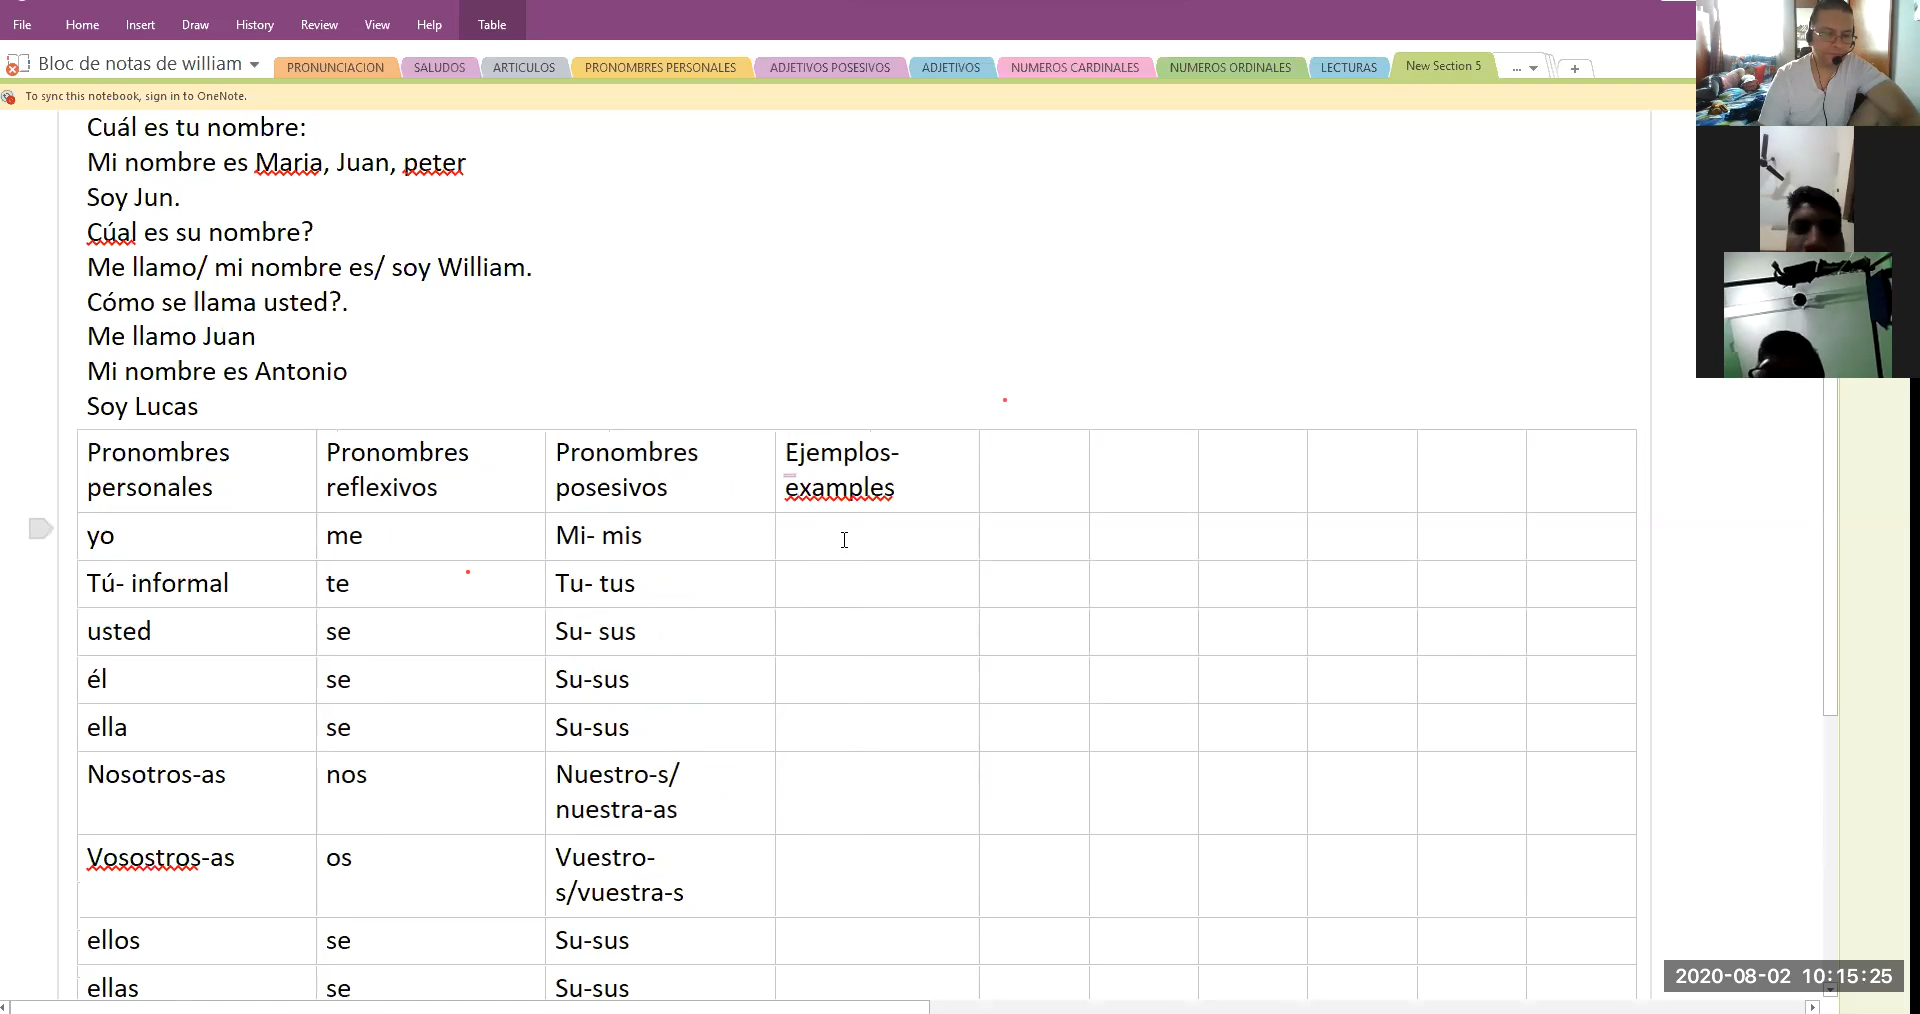 File Home Insert Draw History Review View Help Table
Bloc de notas de william PRONUNCIACION SALUDOS ARTICULOS PRONOMBRES PERSONALES ADJETIVOS POSESIVOS ADJETIVOS NUMEROS CARDINALES NUMEROS ORDINALES LECTURAS New Section 5 ... +
To sync this notebook, sign in to OneNote.
Cuál es tu nombre:
Mi nombre es Maria, Juan, peter
Soy Jun.
Cúal es su nombre?
Me llamo/ mi nombre es/ soy William.
Cómo se llama usted?.
Me llamo Juan
Mi nombre es Antonio
Soy Lucas
Pronombres personales Pronombres reflexivos Pronombres posesivos Ejemplos- examples
yo me Mi- mis
Tú- informal te Tu- tus
usted se Su- sus
él se Su-sus
ella se Su-sus
Nosotros-as nos Nuestro-s/ nuestra-as
Vosostros-as os Vuestro- s/vuestra-s
ellos se Su-sus
ellas se Su-sus
2020-08-02 10:15:25